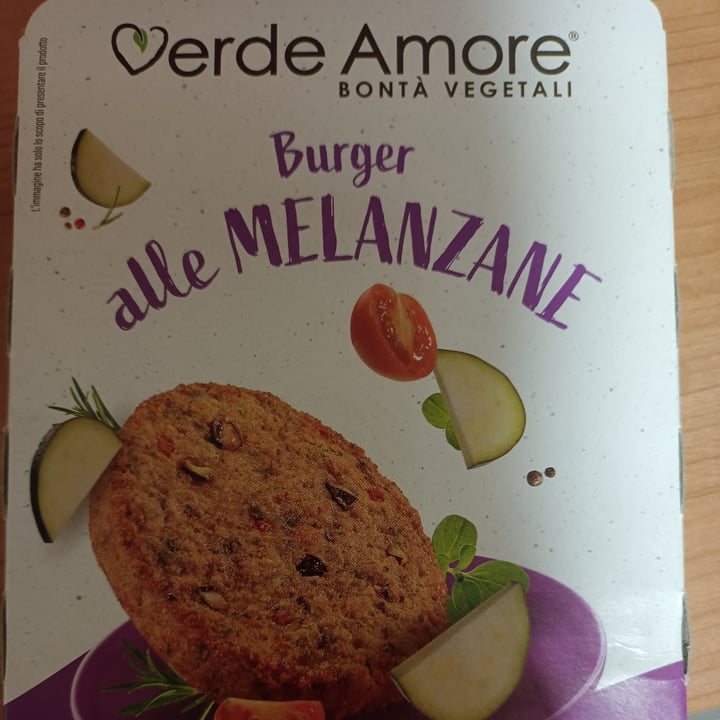 Verde Amore®
BONTÀ VEGETALI
Burger
alle MELANZANE
L'immagine ha solo lo scopo di presentare il prodotto